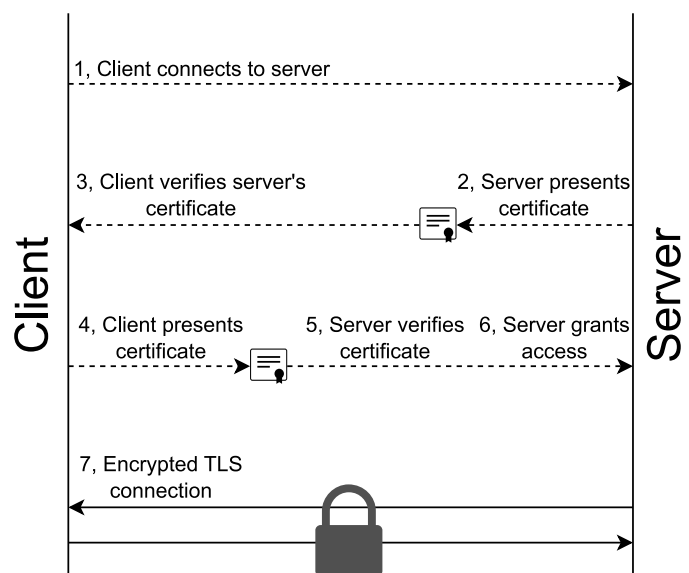 1, Client connects to server
3, Client verifies server's
certificate
2, Server presents
certificate
Client
Server
4, Client presents
certificate
5, Server verifies
certificate
6, Server grants
access
7, Encrypted TLS
connection